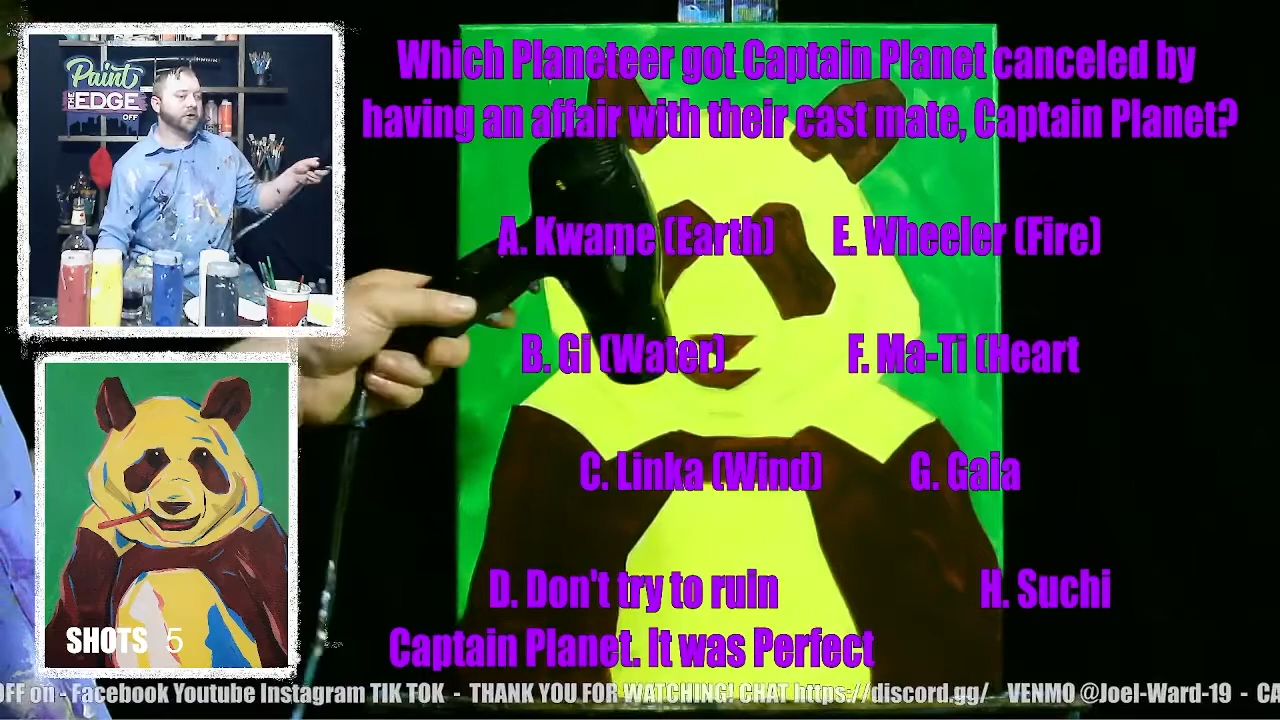 Which Planeteer got Captain Planet canceled by
having an affair with their cast mate, Captain Planet?
A. Kwame (Earth)
E. Wheeler (Fire)
B. Gi (Water)
F. Ma-Ti (Heart
C. Linka (Wind)
G. Gaia
D. Don't try to ruin
Captain Planet. It was Perfect
H. Suchi
Paint
THE EDGE
OFF
SHOTS 5
OFF on - Facebook Youtube Instagram TIK TOK - THANK YOU FOR WATCHING! CHAT https://discord.gg/ - VENMO @Joel-Ward-19 - CA